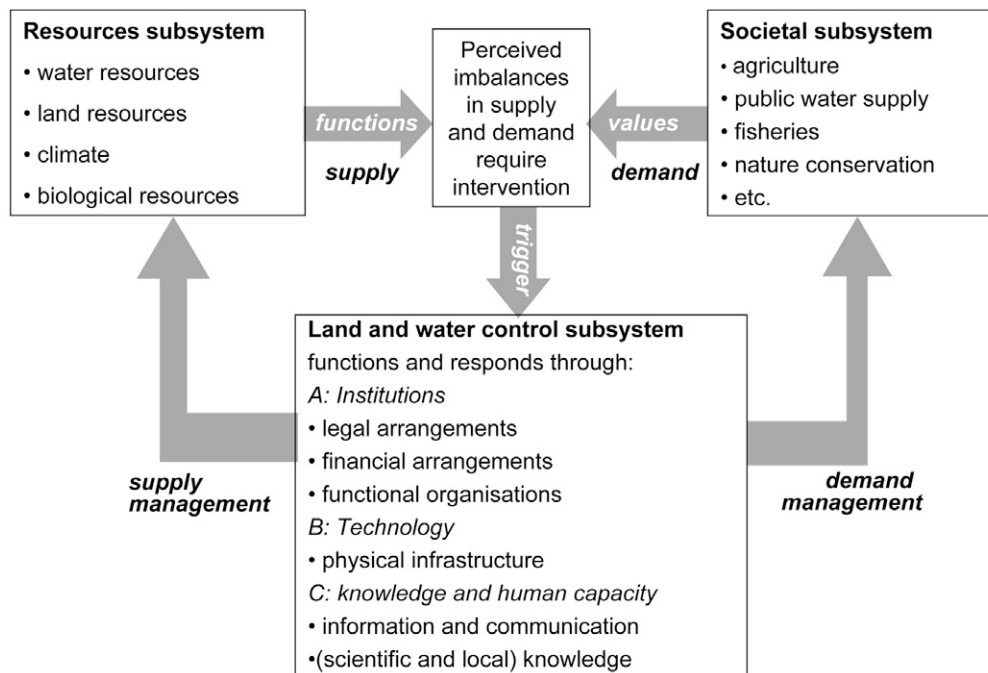 Resources subsystem
• water resources
• land resources
• climate
• biological resources
functions
supply
Perceived
imbalances
in supply
and demand
require
intervention
values
demand
Societal subsystem
• agriculture
• public water supply
• fisheries
• nature conservation
• etc.
trigger
Land and water control subsystem
functions and responds through:
A: Institutions
• legal arrangements
• financial arrangements
• functional organisations
B: Technology
• physical infrastructure
C: knowledge and human capacity
• information and communication
•(scientific and local) knowledge
supply
management
demand
management